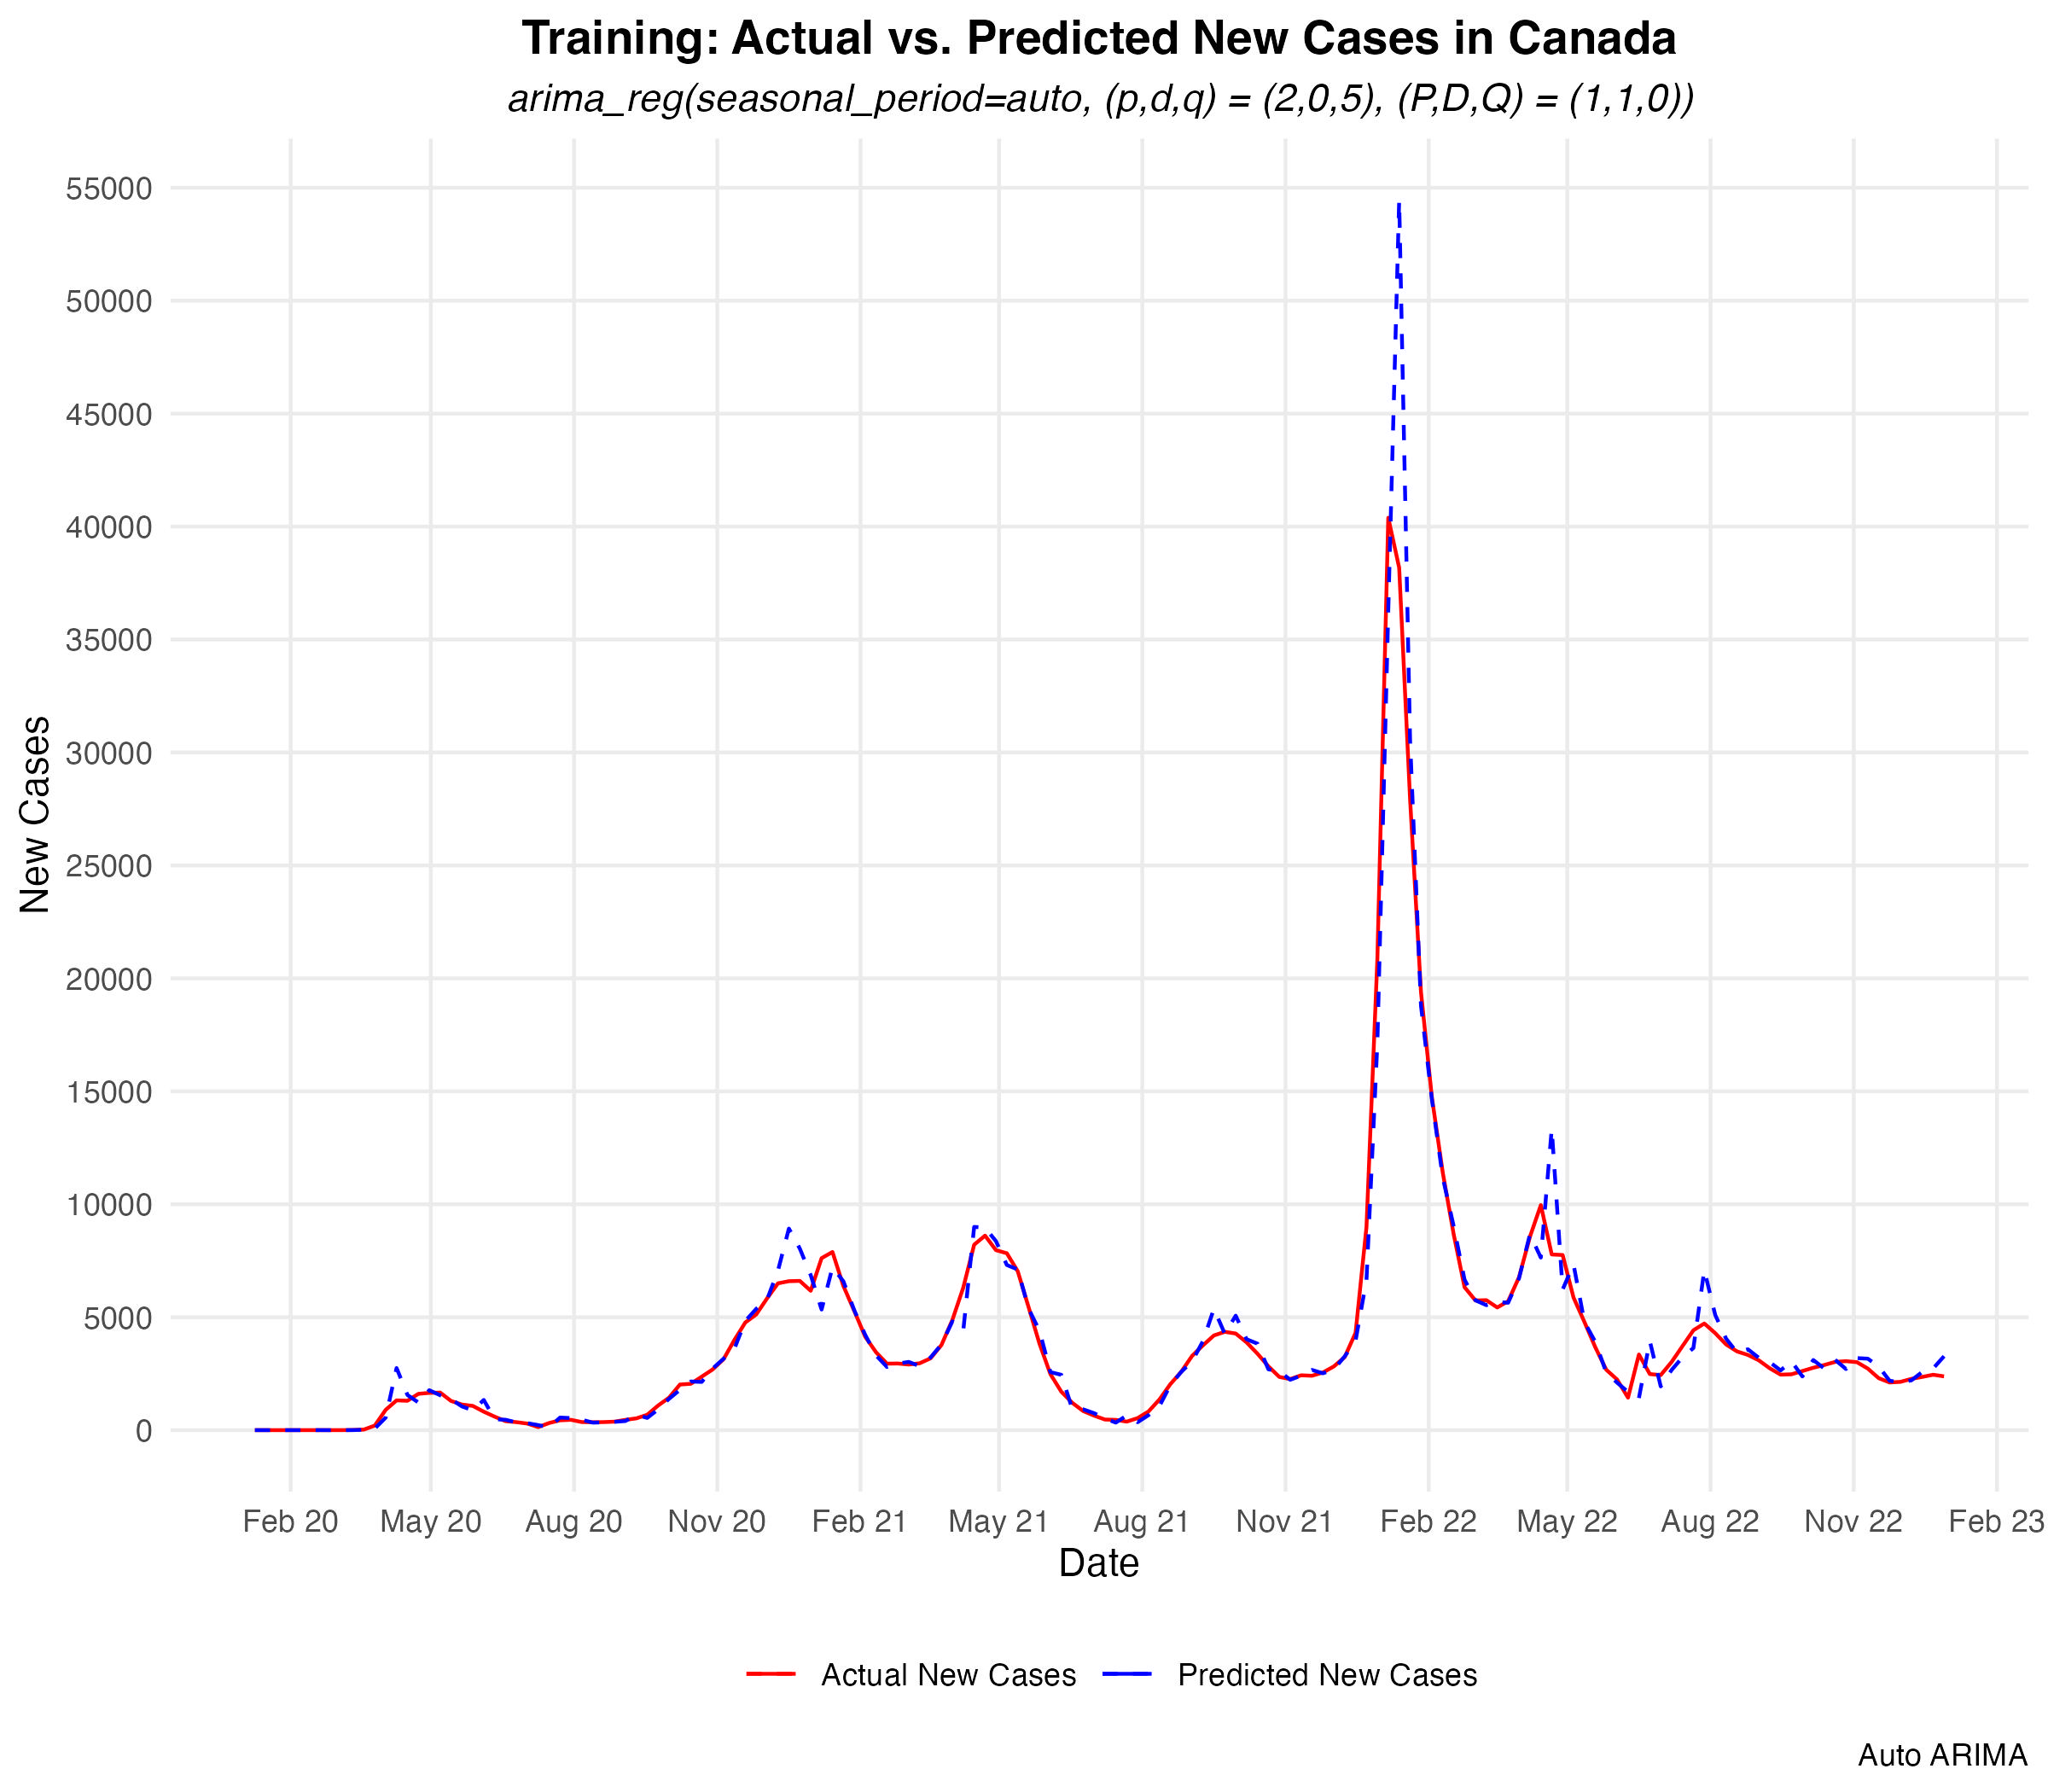 Training: Actual vs. Predicted New Cases in Canada
arima_reg(seasonal_period=auto, (p,d,q) = (2,0,5), (P,D,Q) = (1,1,0))
New Cases
55000
50000
45000
40000
35000
30000
25000
20000
15000
10000
5000
0
Feb 20 May 20 Aug 20 Nov 20 Feb 21 May 21 Aug 21 Nov 21 Feb 22 May 22 Aug 22 Nov 22 Feb 23
Date
Actual New Cases Predicted New Cases
Auto ARIMA